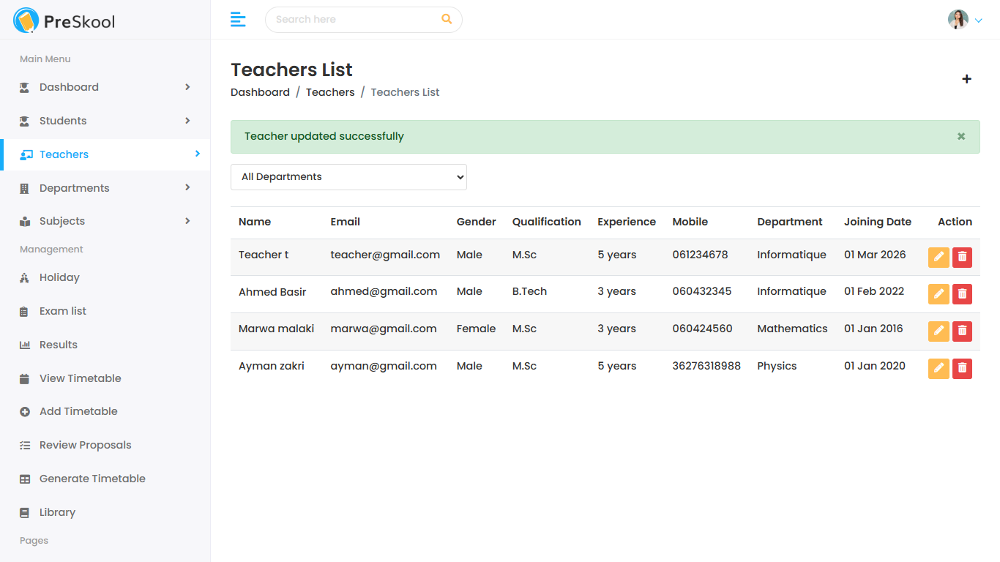 PreSkool
Search here
Main Menu
Dashboard
Students
Teachers
Departments
Subjects
Management
Holiday
Exam list
Results
View Timetable
Add Timetable
Review Proposals
Generate Timetable
Library
Pages
Teachers List
Dashboard / Teachers / Teachers List
Teacher updated successfully
All Departments
Name Email Gender Qualification Experience Mobile Department Joining Date Action
Teacher t teacher@gmail.com Male M.Sc 5 years 061234678 Informatique 01 Mar 2026
Ahmed Basir ahmed@gmail.com Male B.Tech 3 years 060432345 Informatique 01 Feb 2022
Marwa malaki marwa@gmail.com Female M.Sc 3 years 060424560 Mathematics 01 Jan 2016
Ayman zakri ayman@gmail.com Male M.Sc 5 years 36276318988 Physics 01 Jan 2020